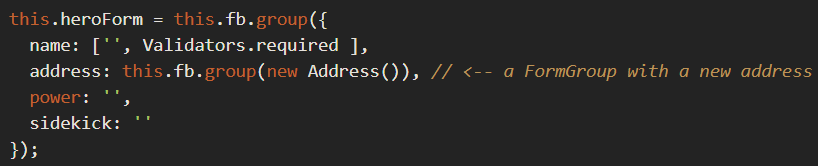 this.heroForm = this.fb.group({
  name: ['', Validators.required ],
  address: this.fb.group(new Address()), // <-- a FormGroup with a new address
  power: '',
  sidekick: ''
});